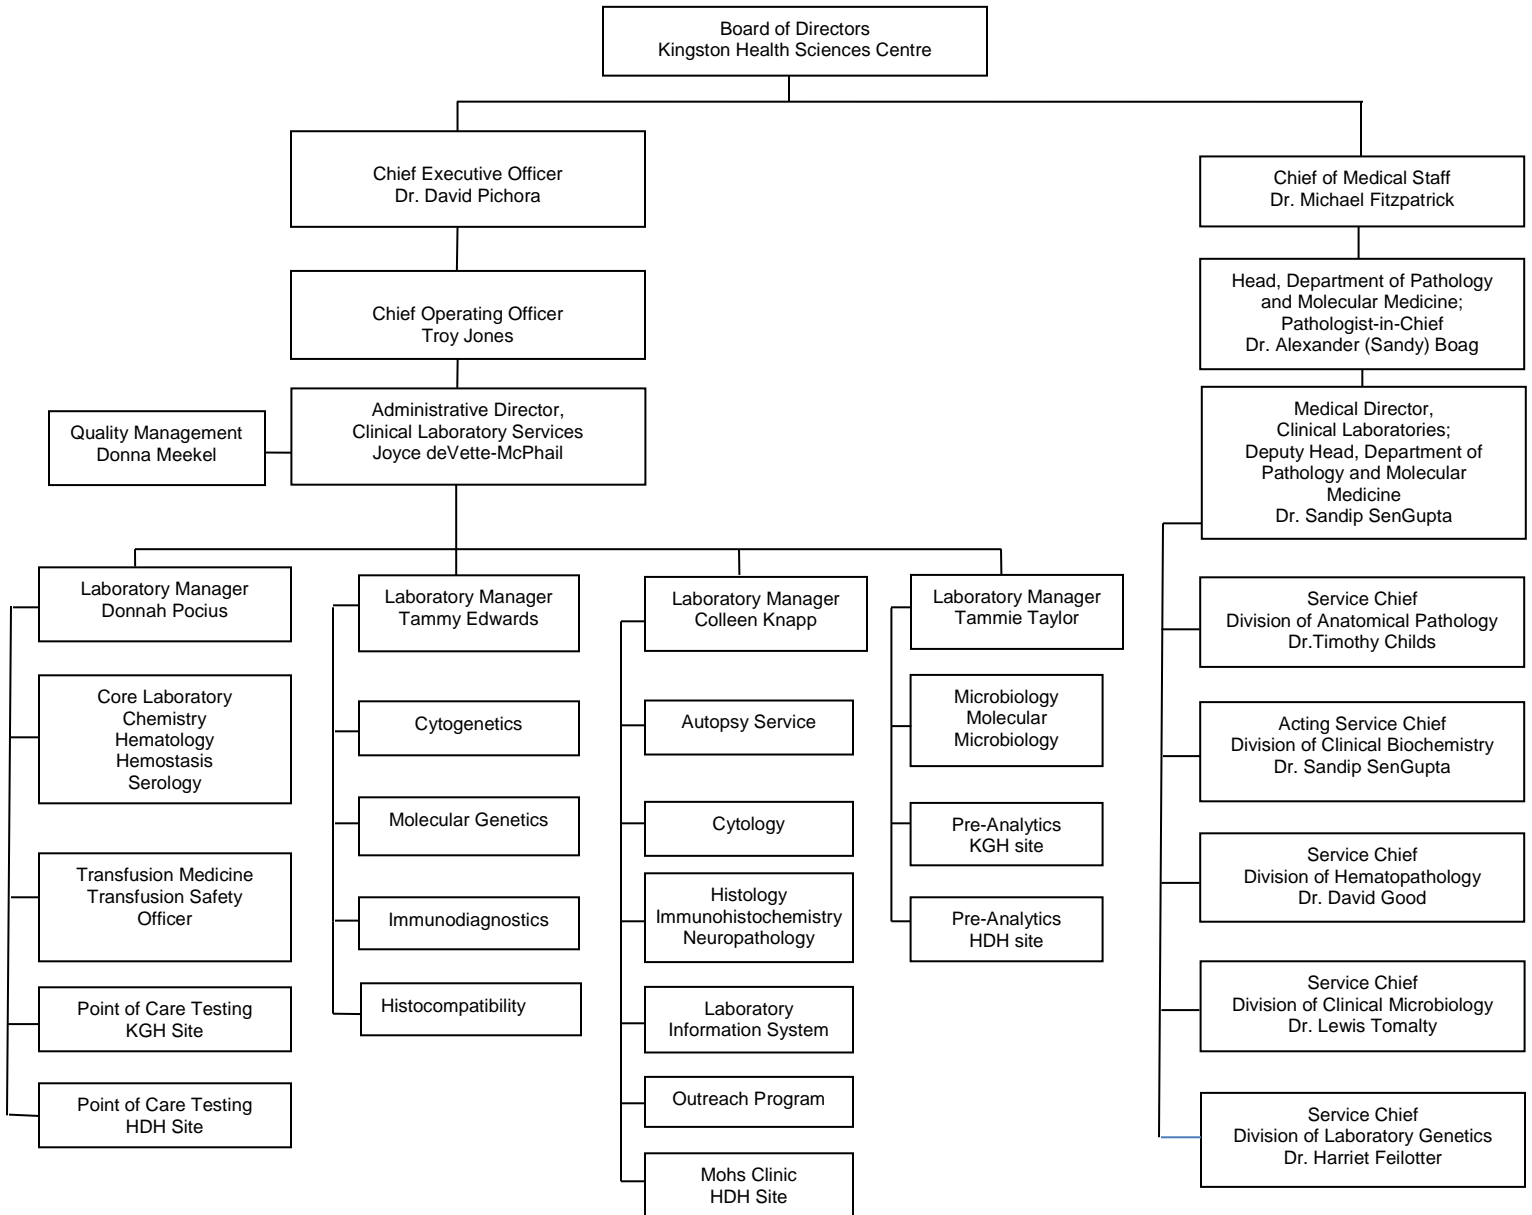 Board of Directors
Kingston Health Sciences Centre
Chief Executive Officer
Dr. David Pichora
Chief of Medical Staff
Dr. Michael Fitzpatrick
Chief Operating Officer
Troy Jones
Head, Department of Pathology
and Molecular Medicine;
Pathologist-in-Chief
Dr. Alexander (Sandy) Boag
Quality Management
Donna Meekel
Administrative Director,
Clinical Laboratory Services
Joyce deVette-McPhail
Medical Director,
Clinical Laboratories;
Deputy Head, Department of
Pathology and Molecular
Medicine
Dr. Sandip SenGupta
Laboratory Manager
Donnah Pocius
Core Laboratory
Chemistry
Hematology
Hemostasis
Serology
Transfusion Medicine
Transfusion Safety
Officer
Point of Care Testing
KGH Site
Point of Care Testing
HDH Site
Laboratory Manager
Tammy Edwards
Cytogenetics
Molecular Genetics
Immunodiagnostics
Histocompatibility
Laboratory Manager
Colleen Knapp
Autopsy Service
Cytology
Histology
Immunohistochemistry
Neuropathology
Laboratory
Information System
Outreach Program
Mohs Clinic
HDH Site
Laboratory Manager
Tammie Taylor
Microbiology
Molecular
Microbiology
Pre-Analytics
KGH site
Pre-Analytics
HDH site
Service Chief
Division of Anatomical Pathology
Dr.Timothy Childs
Acting Service Chief
Division of Clinical Biochemistry
Dr. Sandip SenGupta
Service Chief
Division of Hematopathology
Dr. David Good
Service Chief
Division of Clinical Microbiology
Dr. Lewis Tomalty
Service Chief
Division of Laboratory Genetics
Dr. Harriet Feilotter